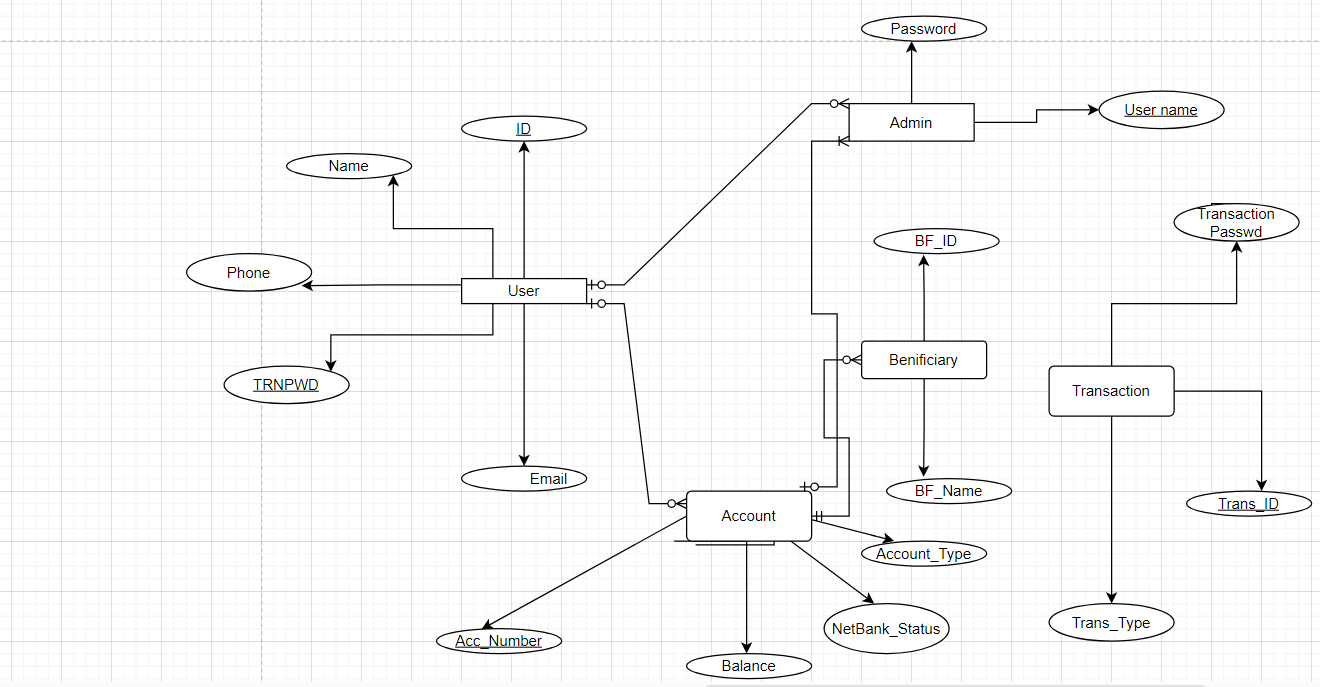 Password
User name
Admin
ID
Name
Transaction
Passwd
BF_ID
Phone
User
Benificiary
TRNPWD
Transaction
Email
BF_Name
Trans_ID
Account
Account_Type
Trans_Type
NetBank_Status
Acc_Number
Balance